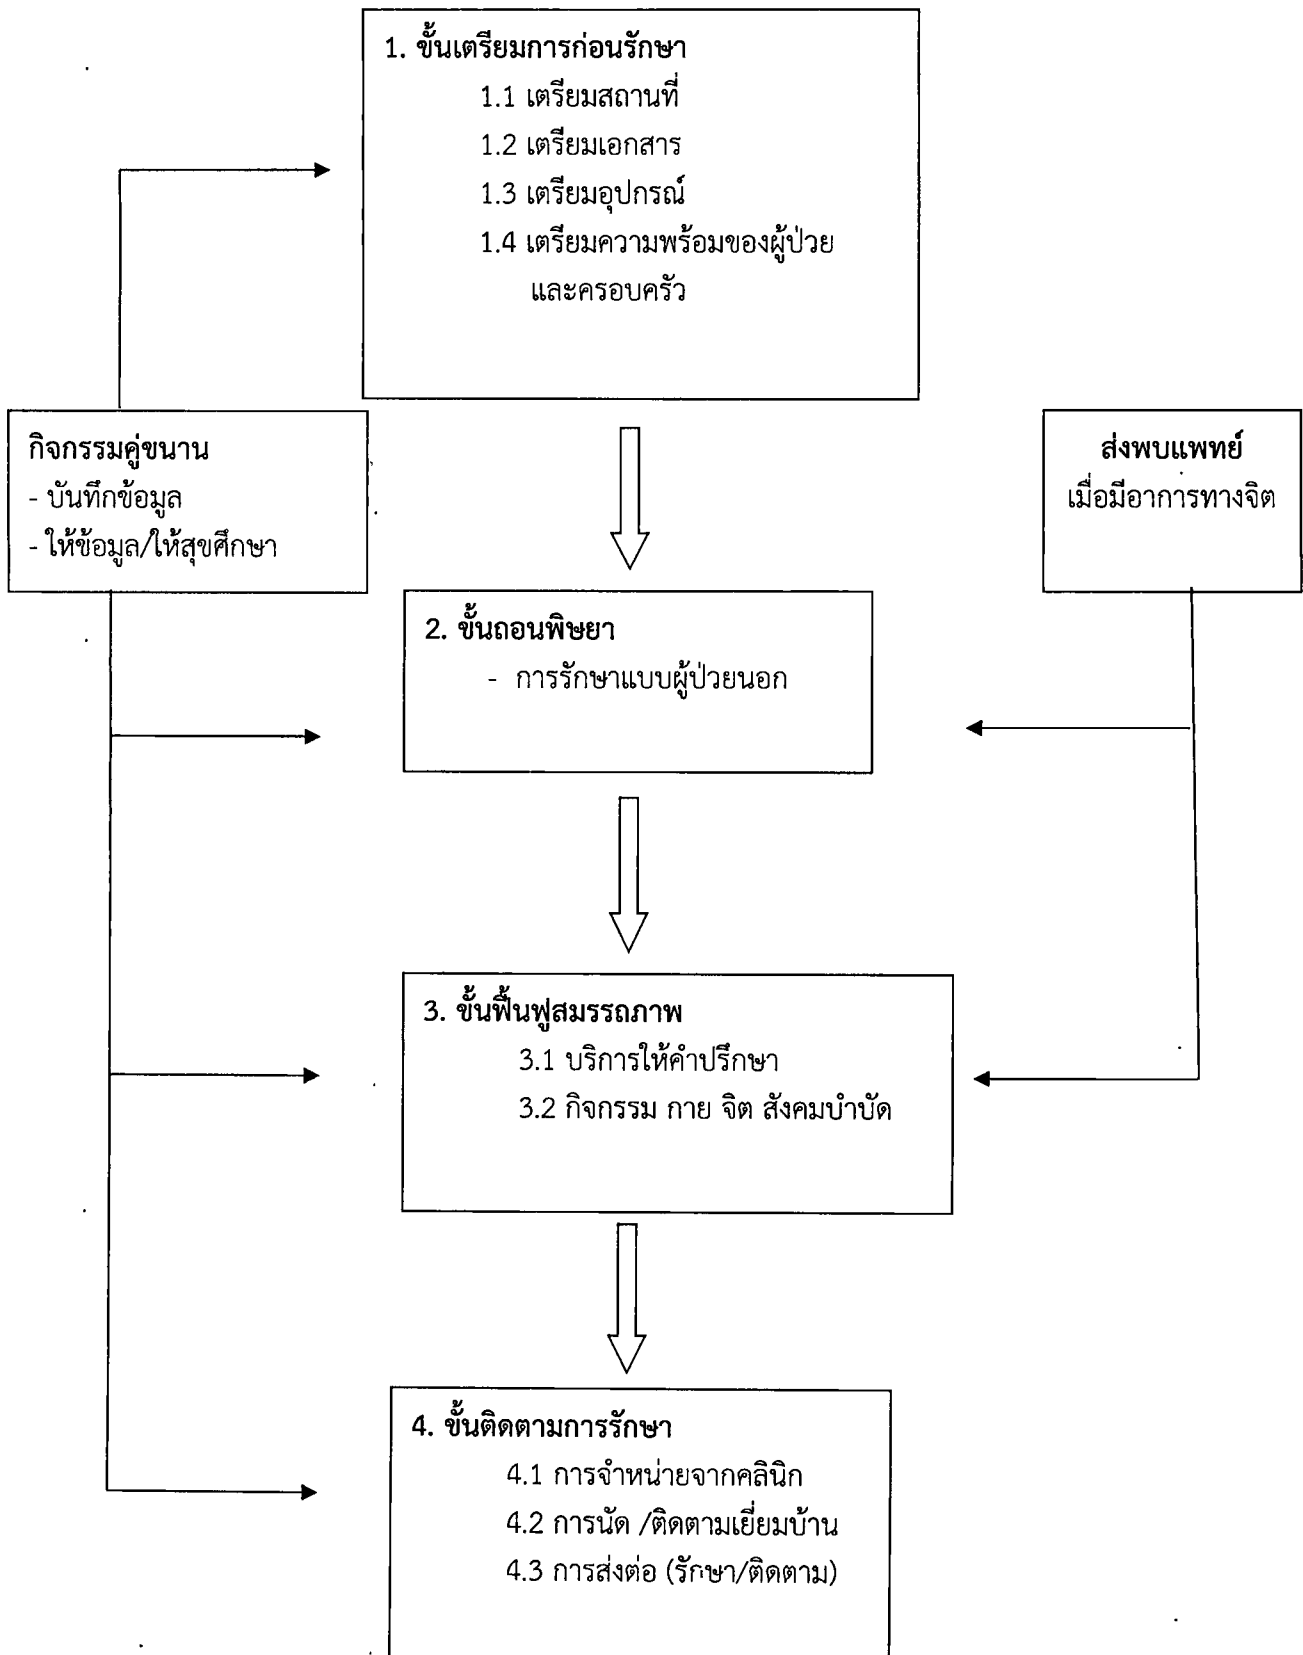 1. ขั้นเตรียมการก่อนรักษา
1.1 เตรียมสถานที่
1.2 เตรียมเอกสาร
1.3 เตรียมอุปกรณ์
1.4 เตรียมความพร้อมของผู้ป่วย
และครอบครัว
กิจกรรมคู่ขนาน
- บันทึกข้อมูล
- ให้ข้อมูล/ให้สุขศึกษา
ส่งพบแพทย์
เมื่อมีอาการทางจิต
2. ขั้นถอนพิษยา
- การรักษาแบบผู้ป่วยนอก
3. ขั้นฟื้นฟูสมรรถภาพ
3.1 บริการให้คำปรึกษา
3.2 กิจกรรม กาย จิต สังคมบำบัด
4. ขั้นติดตามการรักษา
4.1 การจำหน่ายจากคลินิก
4.2 การนัด /ติดตามเยี่ยมบ้าน
4.3 การส่งต่อ (รักษา/ติดตาม)